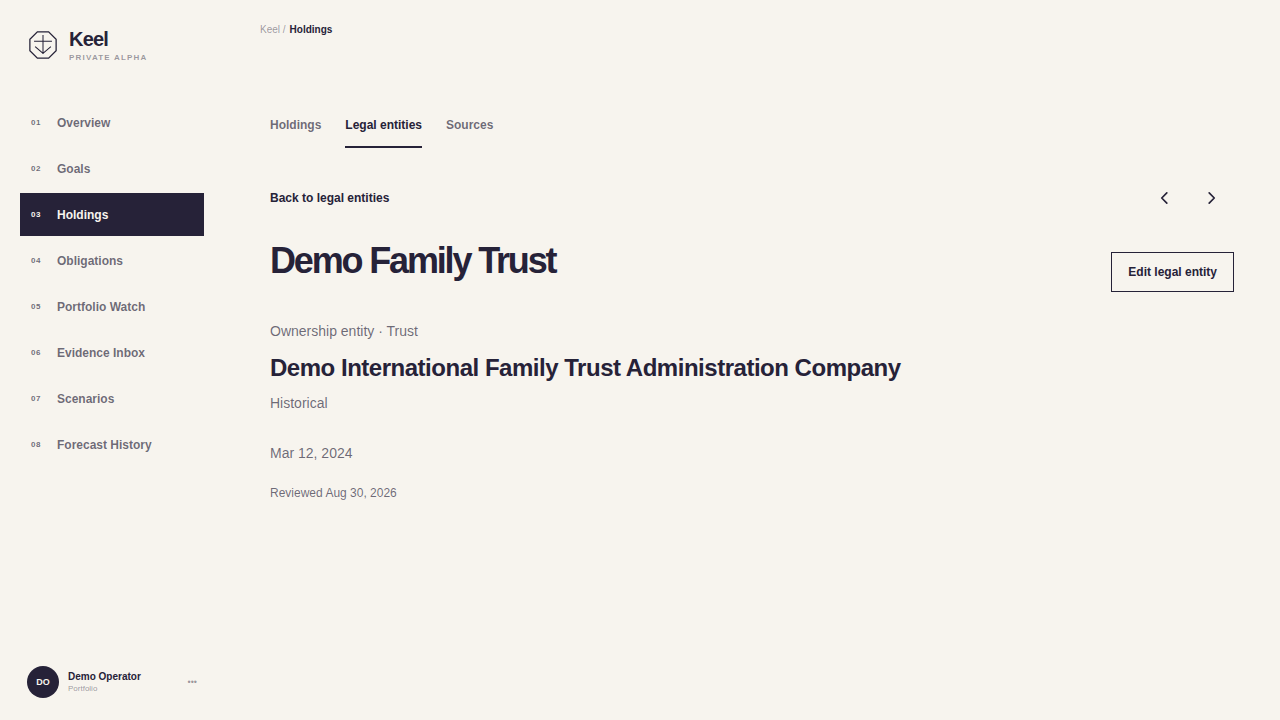 Keel
PRIVATE ALPHA
01 Overview
02 Goals
03 Holdings
04 Obligations
05 Portfolio Watch
06 Evidence Inbox
07 Scenarios
08 Forecast History
DO
Demo Operator
Portfolio
Keel / Holdings
Holdings Legal entities Sources
Back to legal entities
Demo Family Trust
Edit legal entity
Ownership entity · Trust
Demo International Family Trust Administration Company
Historical
Mar 12, 2024
Reviewed Aug 30, 2026